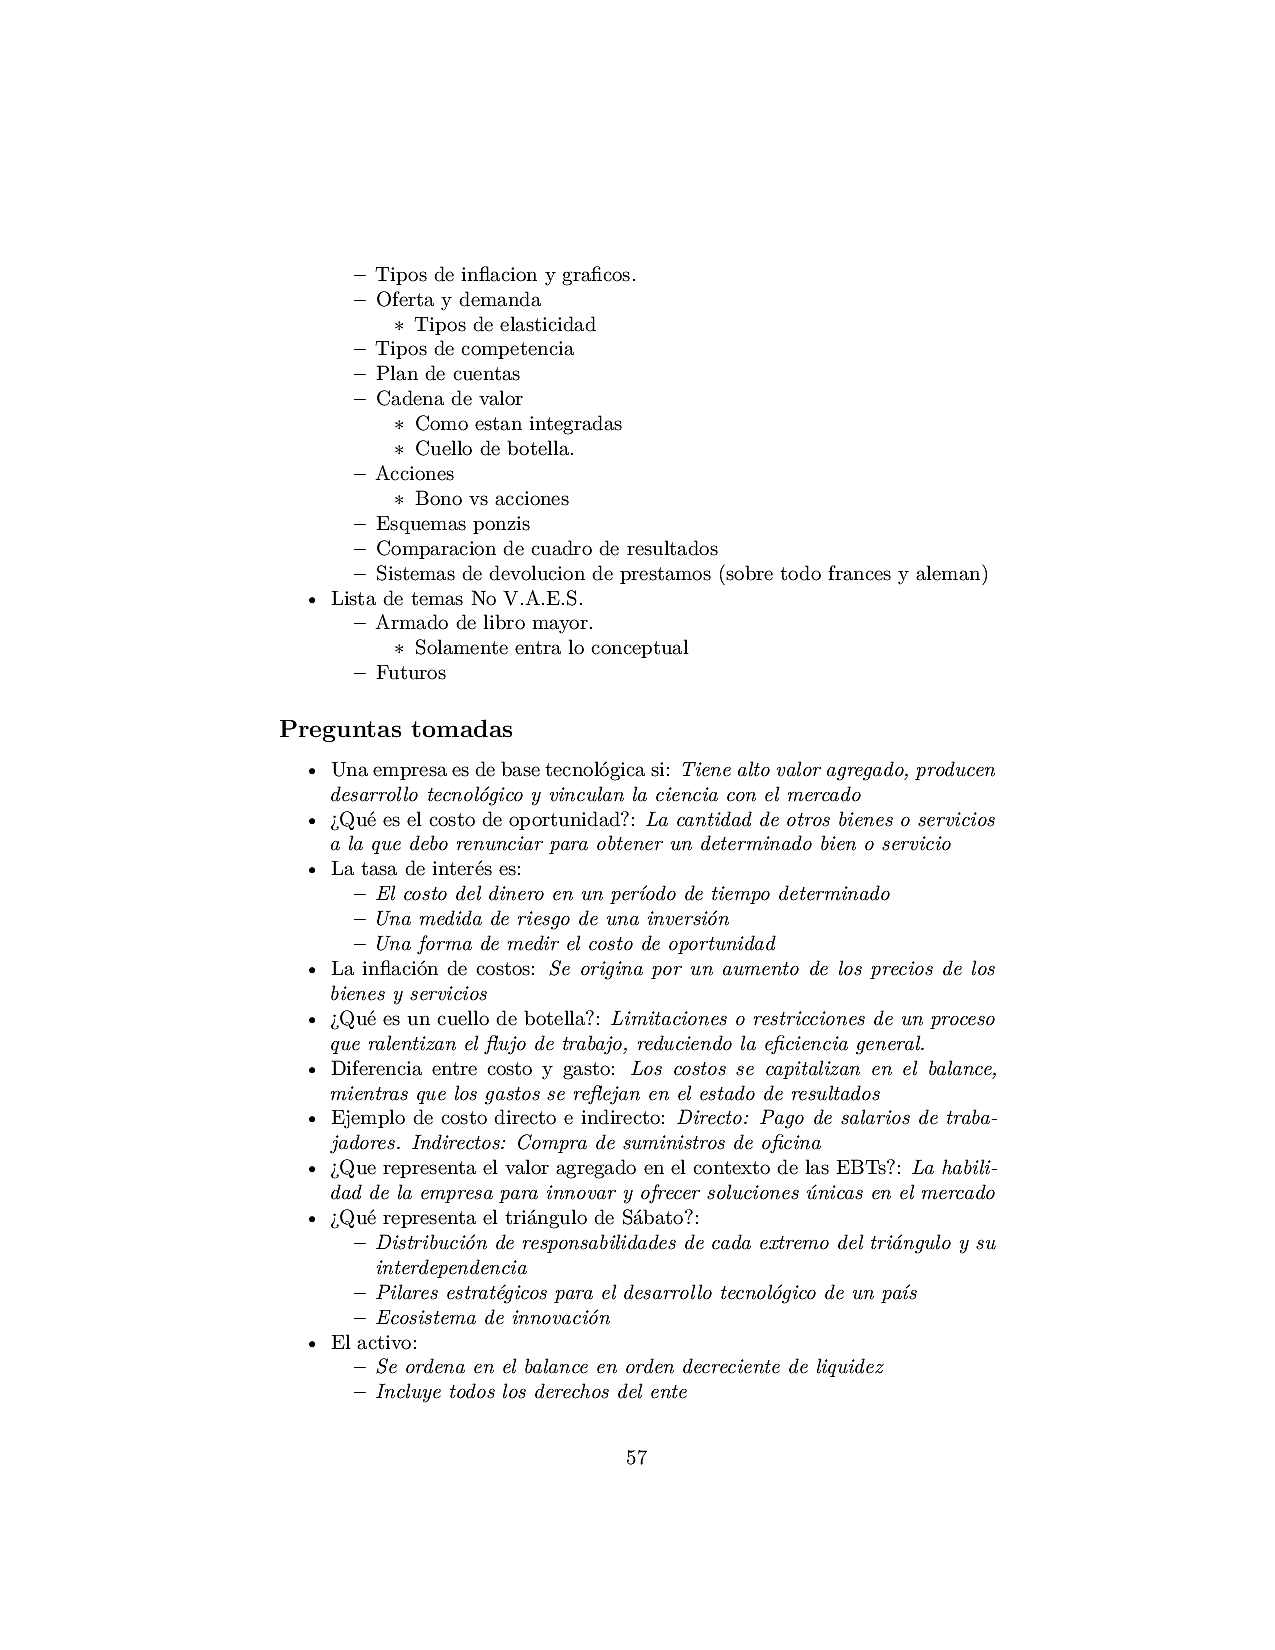 – Tipos de inflacion y graficos.
– Oferta y demanda
∗ Tipos de elasticidad
– Tipos de competencia
– Plan de cuentas
– Cadena de valor
∗ Como estan integradas
∗ Cuello de botella.
– Acciones
∗ Bono vs acciones
– Esquemas ponzis
– Comparacion de cuadro de resultados
– Sistemas de devolucion de prestamos (sobre todo frances y aleman)
• Lista de temas No V.A.E.S.
– Armado de libro mayor.
∗ Solamente entra lo conceptual
– Futuros
Preguntas tomadas
• Una empresa es de base tecnológica si: Tiene alto valor agregado, producen
desarrollo tecnológico y vinculan la ciencia con el mercado
• ¿Qué es el costo de oportunidad?: La cantidad de otros bienes o servicios
a la que debo renunciar para obtener un determinado bien o servicio
• La tasa de interés es:
– El costo del dinero en un período de tiempo determinado
– Una medida de riesgo de una inversión
– Una forma de medir el costo de oportunidad
• La inflación de costos: Se origina por un aumento de los precios de los
bienes y servicios
• ¿Qué es un cuello de botella?: Limitaciones o restricciones de un proceso
que ralentizan el flujo de trabajo, reduciendo la eficiencia general.
• Diferencia entre costo y gasto: Los costos se capitalizan en el balance,
mientras que los gastos se reflejan en el estado de resultados
• Ejemplo de costo directo e indirecto: Directo: Pago de salarios de traba-
jadores. Indirectos: Compra de suministros de oficina
• ¿Que representa el valor agregado en el contexto de las EBTs?: La habili-
dad de la empresa para innovar y ofrecer soluciones únicas en el mercado
• ¿Qué representa el triángulo de Sábato?:
– Distribución de responsabilidades de cada extremo del triángulo y su
interdependencia
– Pilares estratégicos para el desarrollo tecnológico de un país
– Ecosistema de innovación
• El activo:
– Se ordena en el balance en orden decreciente de liquidez
– Incluye todos los derechos del ente
57